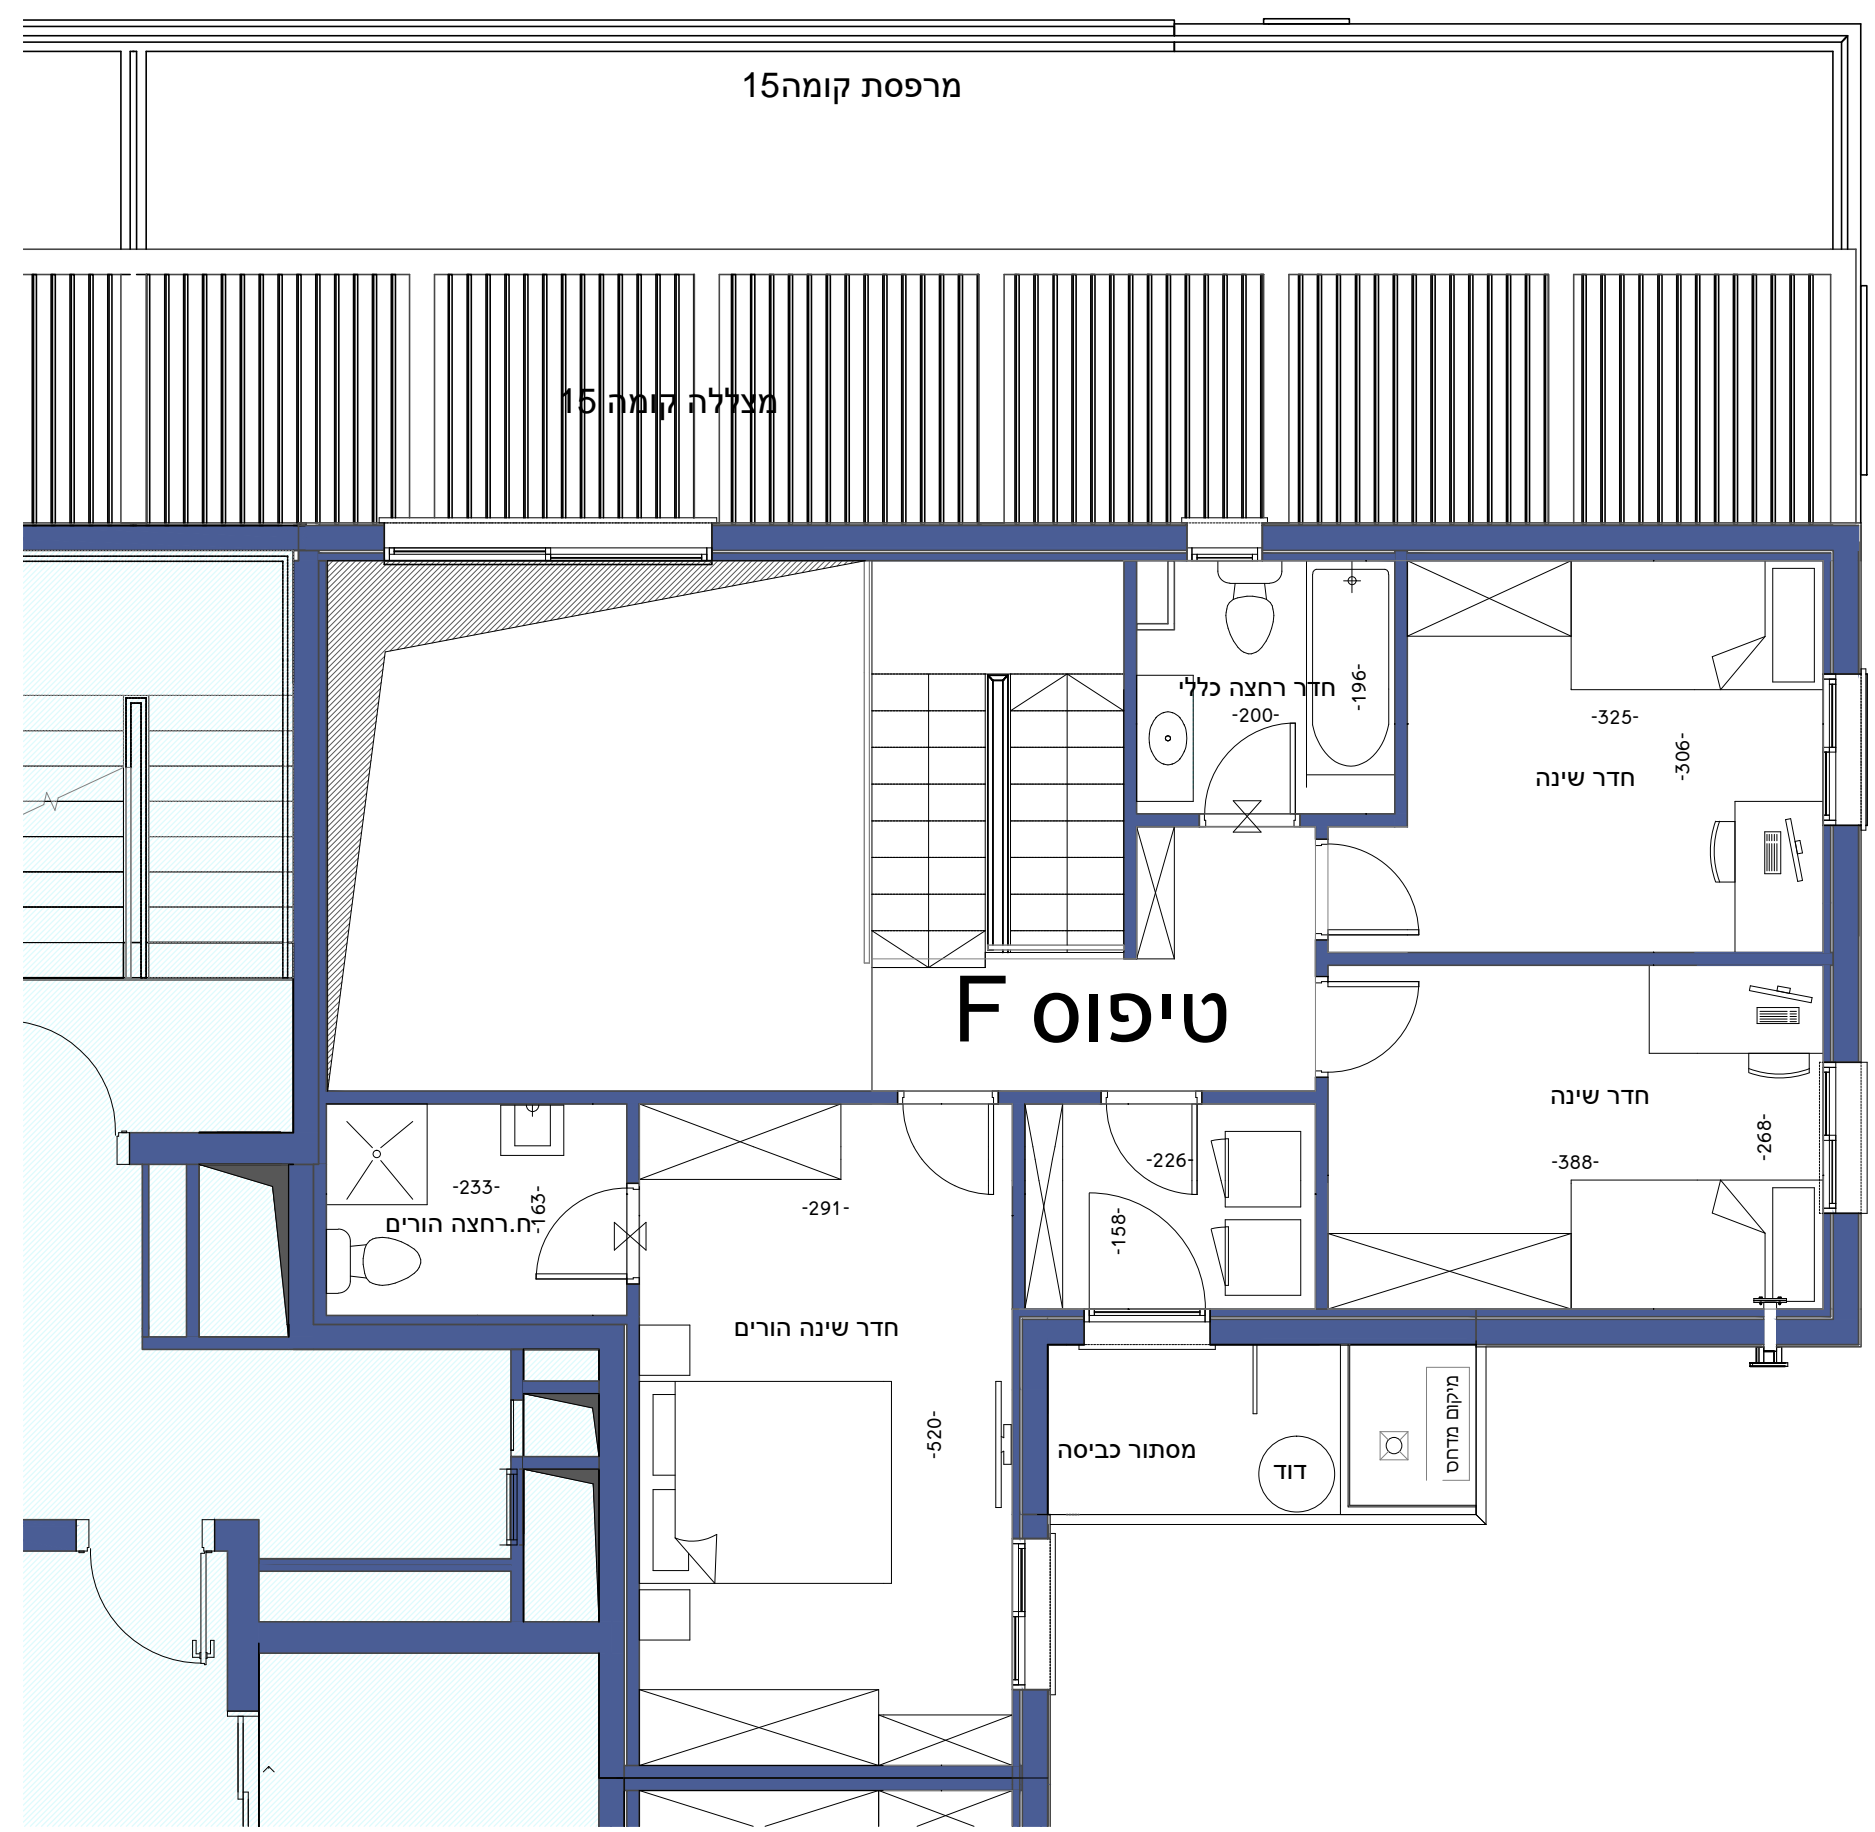 מרפסת קומה15
מצללה קומה 15
חדר רחצה כללי
-200-
-196-
-325-
-306-
חדר שינה
טיפוס F
חדר שינה
-388-
-268-
-226-
-158-
-233-
-163-
ח.רחצה הורים
-291-
חדר שינה הורים
-520-
מסתור כביסה
דוד
מיקום מדחס